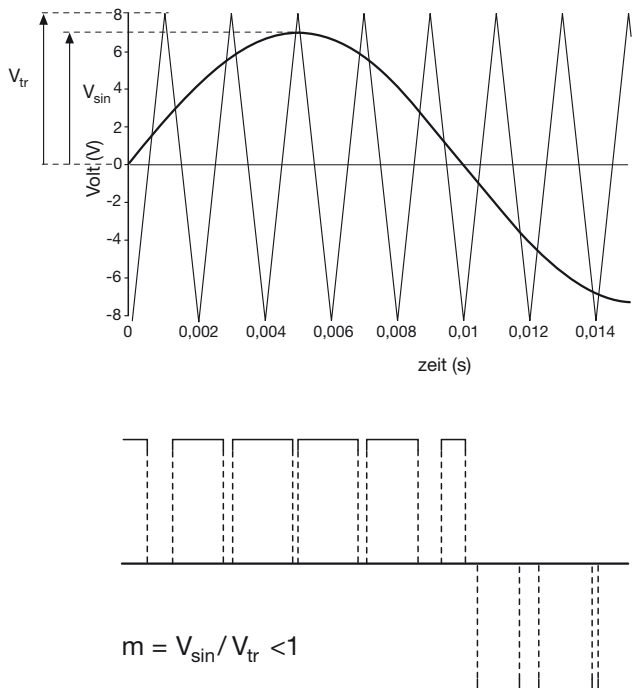 V_tr
V_sin
Volt (V)
8
6
4
2
0
-2
-4
-6
-8
0 0,002 0,004 0,006 0,008 0,01 0,012 0,014
zeit (s)
m = V_sin / V_tr <1